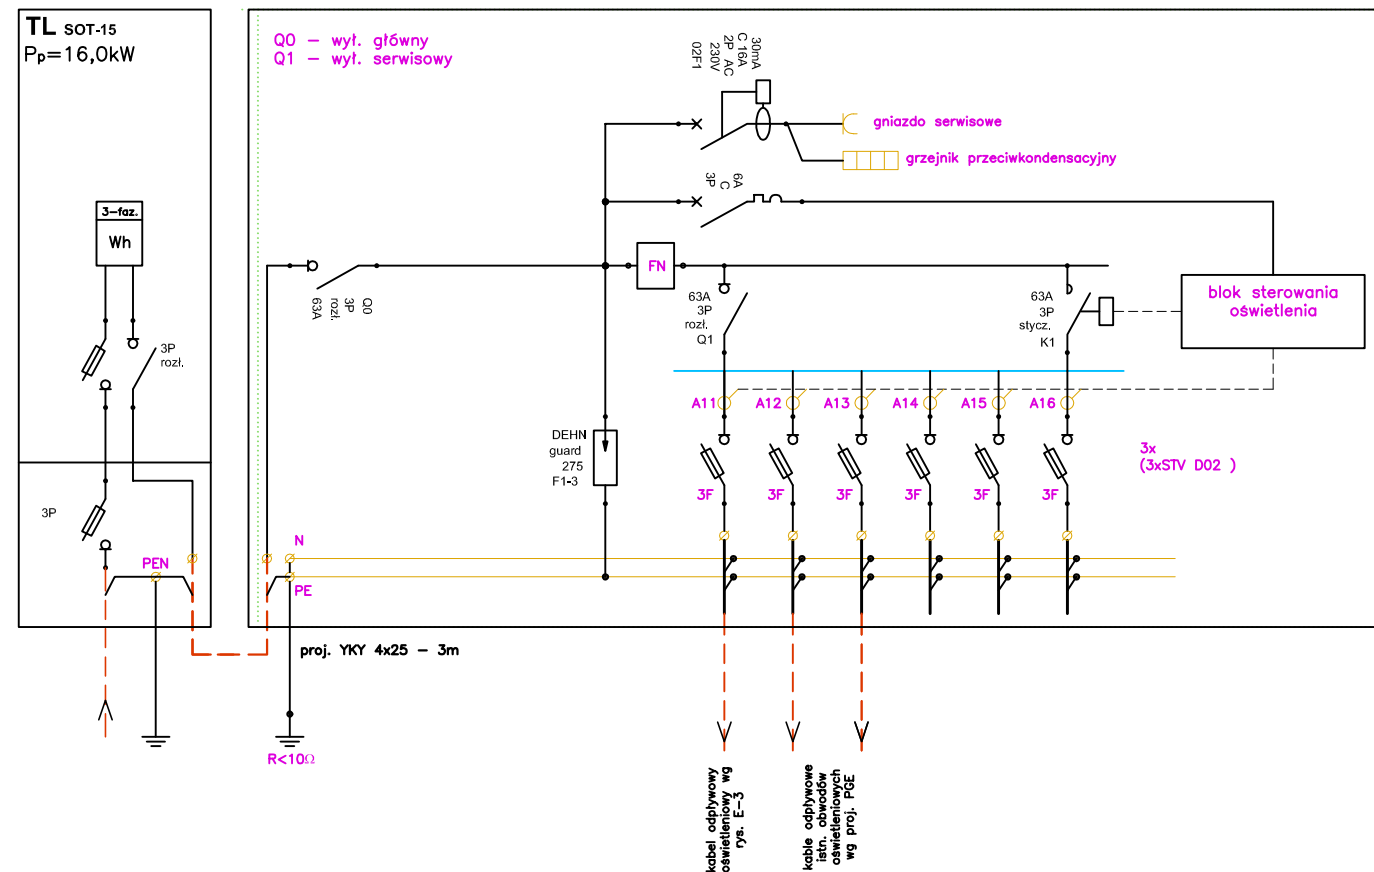 TL SOT-15
Pp=16,0kW
Q0 – wył. główny
Q1 – wył. serwisowy
30mA
C 16A
2P AC
230V
02F1
gniazdo serwisowe
grzejnik przeciwkondensacyjny
6A
C
3P
3-faz.
Wh
3P
rozł.
Q0
3P
rozł.
63A
FN
63A
3P
rozł.
Q1
63A
3P
stycz.
K1
blok sterowania
oświetlenia
A11
A12
A13
A14
A15
A16
DEHN
guard
275
F1-3
3x
(3xSTV D02 )
3F
3F
3F
3F
3F
3F
3P
PEN
N
PE
proj. YKY 4x25 – 3m
R<10Ω
kabel odpływowy
oświetleniowy wg
rys. E-3
kable odpływowe
istn. obwodów
oświetleniowych
wg proj. PGE